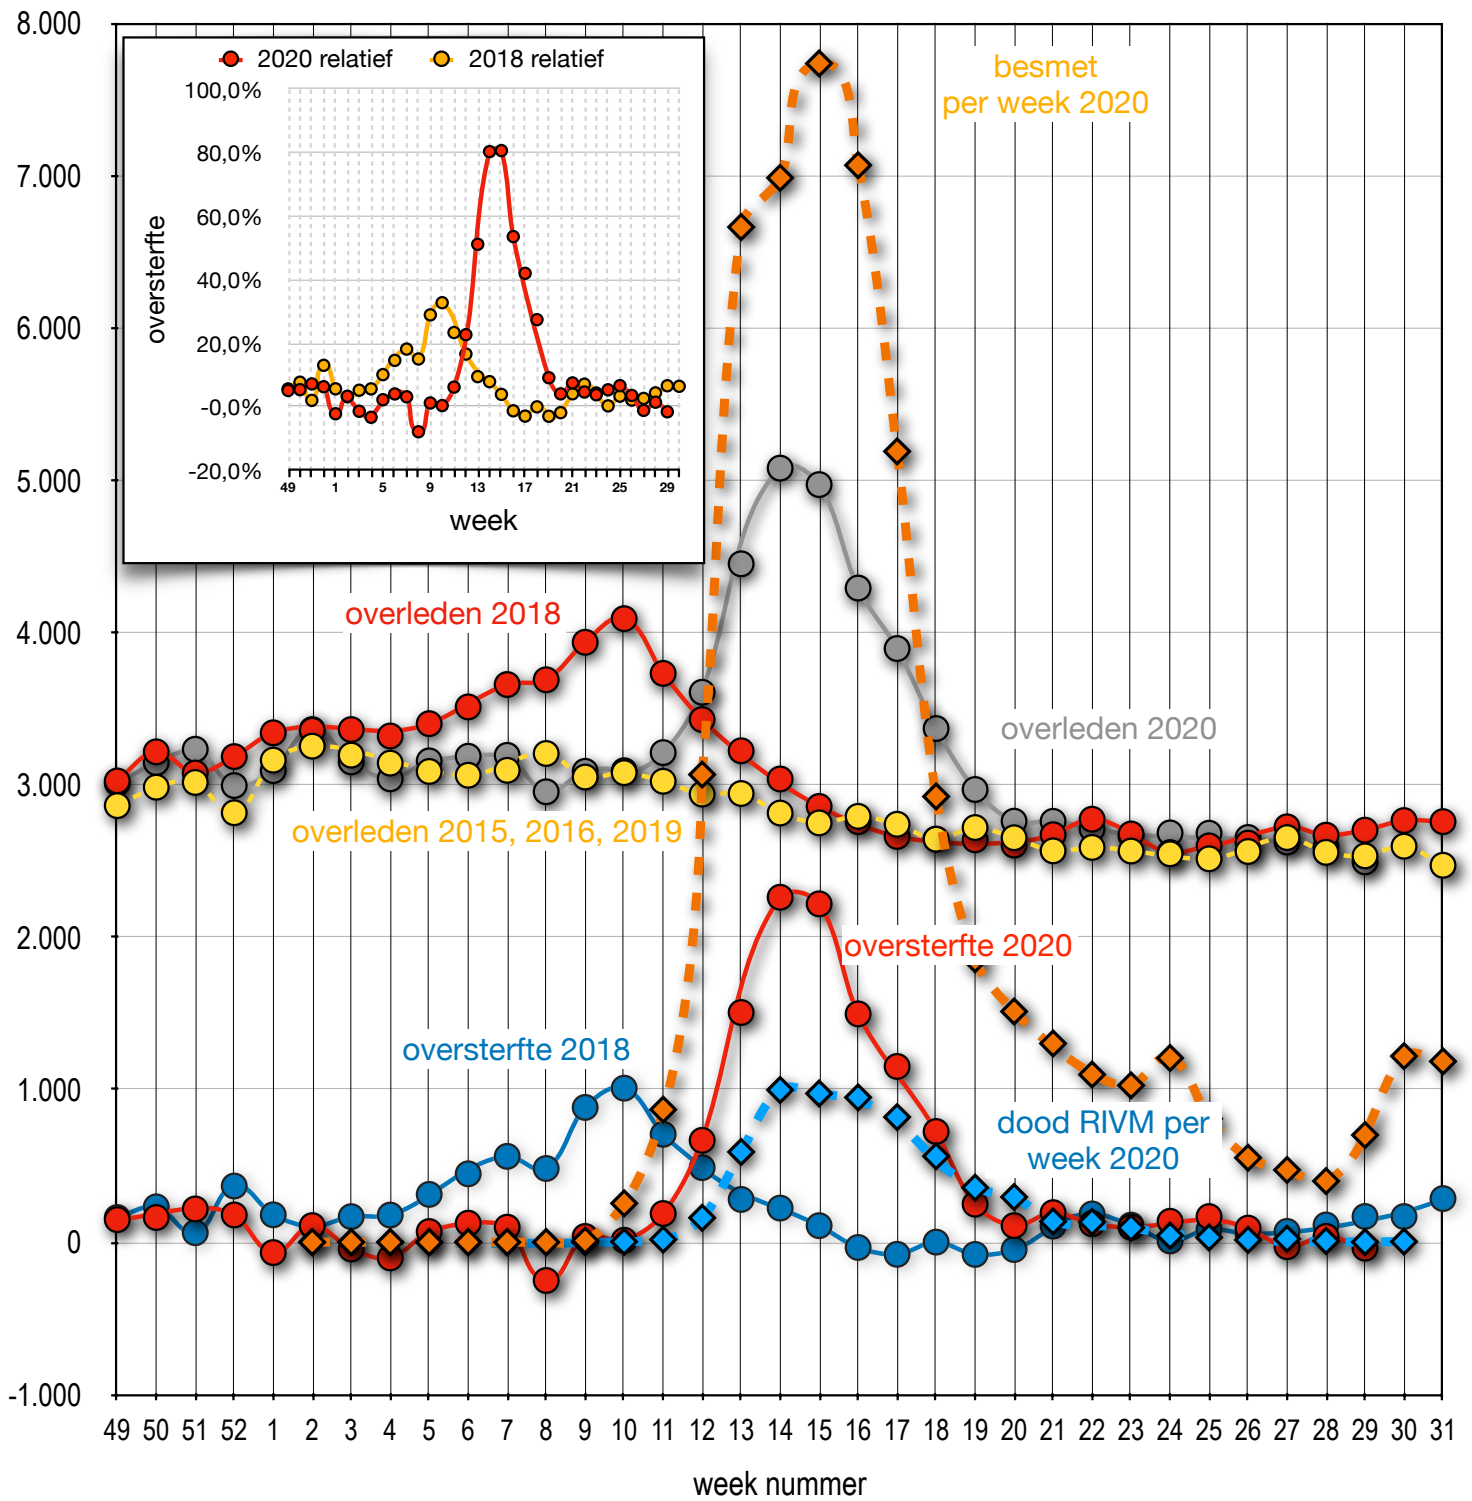 8.000
7.000
6.000
5.000
4.000
3.000
2.000
1.000
0
-1.000
2020 relatief
2018 relatief
100,0%
80,0%
60,0%
40,0%
20,0%
-0,0%
-20,0%
oversterfte
49 1 5 9 13 17 21 25 29
week
besmet
per week 2020
overleden 2018
overleden 2020
overleden 2015, 2016, 2019
oversterfte 2020
oversterfte 2018
dood RIVM per
week 2020
49 50 51 52 1 2 3 4 5 6 7 8 9 10 11 12 13 14 15 16 17 18 19 20 21 22 23 24 25 26 27 28 29 30 31
week nummer